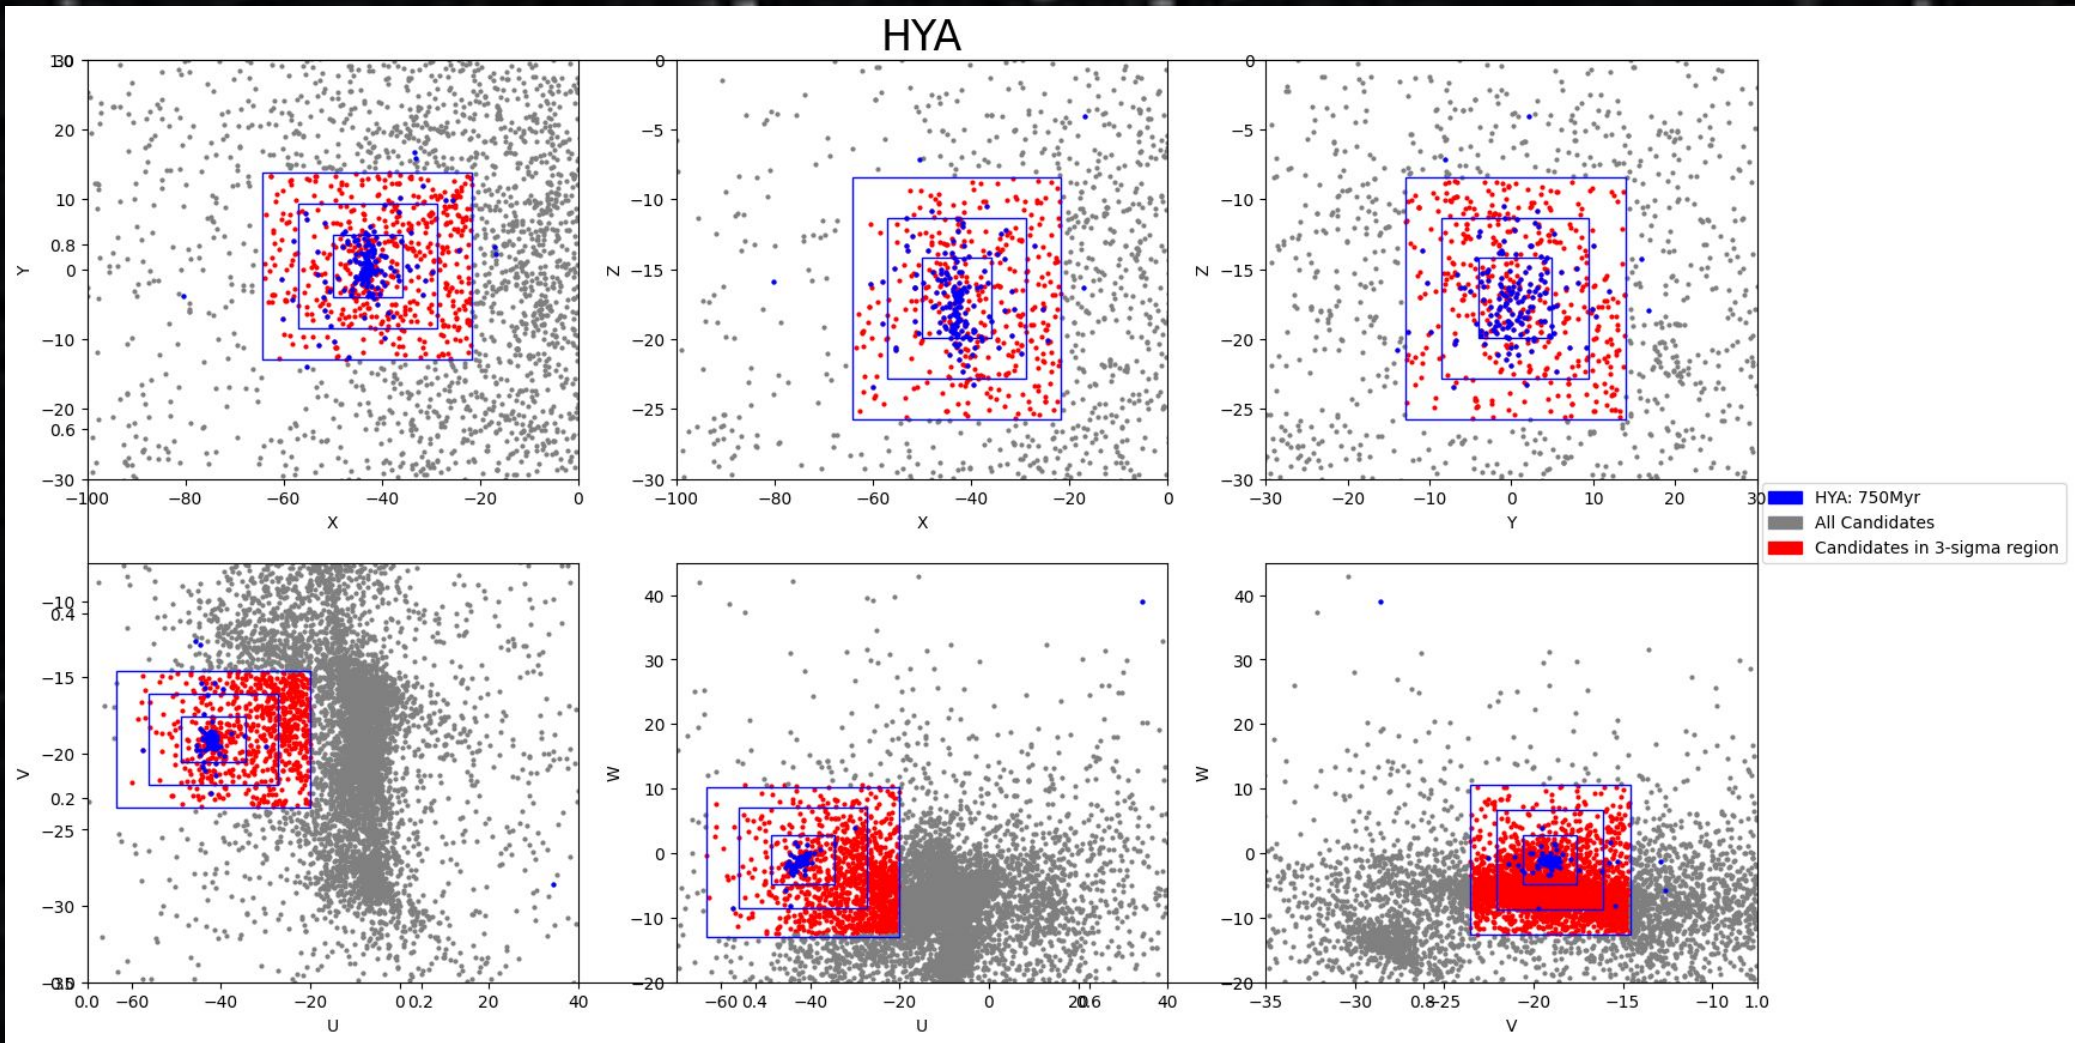 HYA
1.0 30
20
10
0.8
0
−10
−20
0.6
−30
−100 −80 −60 −40 −20 0
X
Y
0
−5
−10
−15
−20
−25
−30
−100 −80 −60 −40 −20 0
X
Z
0
−5
−10
−15
−20
−25
−30
−30 −20 −10 0 10 20 30
Y
Z
HYA: 750Myr
All Candidates
Candidates in 3-sigma region
−10
0.4
−15
−20
0.2
−25
−30
−35 0.0
0.0 −60 −40 −20 0 0.2 20 40
U
V
40
30
20
10
0
−10
−20
−60 0.4 −40 −20 0 20 0.6 40
U
W
40
30
20
10
0
−10
−20
−35 −30 0.8 −25 −20 −15 −10 1.0
V
W